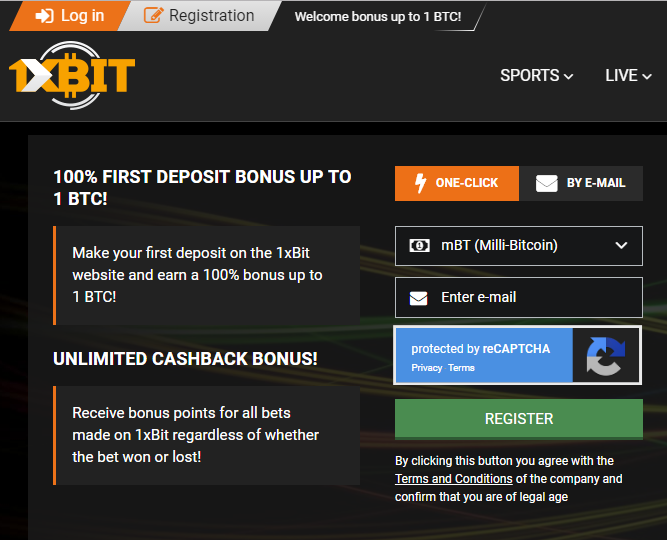 Log in
Registration
Welcome bonus up to 1 BTC!
1XBIT
SPORTS
LIVE
100% FIRST DEPOSIT BONUS UP TO
1 BTC!
Make your first deposit on the 1xBit
website and earn a 100% bonus up to
1 BTC!
UNLIMITED CASHBACK BONUS!
Receive bonus points for all bets
made on 1xBit regardless of whether
the bet won or lost!
ONE-CLICK
BY E-MAIL
mBT (Milli-Bitcoin)
Enter e-mail
protected by reCAPTCHA
Privacy Terms
REGISTER
By clicking this button you agree with the
Terms and Conditions of the company and
confirm that you are of legal age